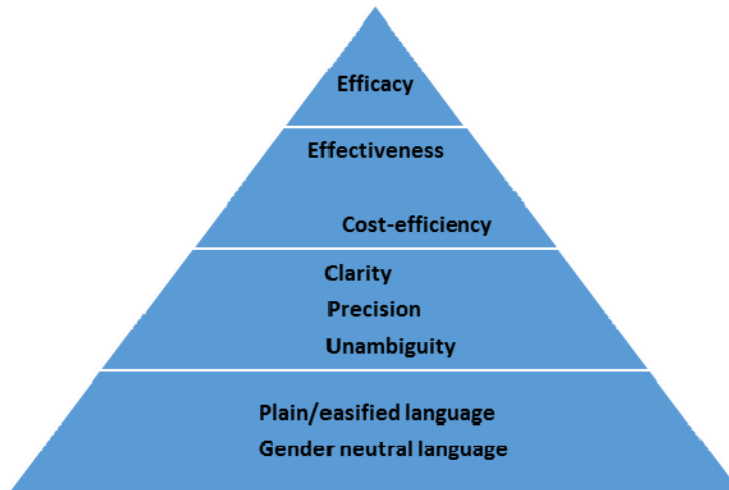 Efficacy
Effectiveness
Cost-efficiency
Clarity
Precision
Unambiguity
Plain/easified language
Gender neutral language